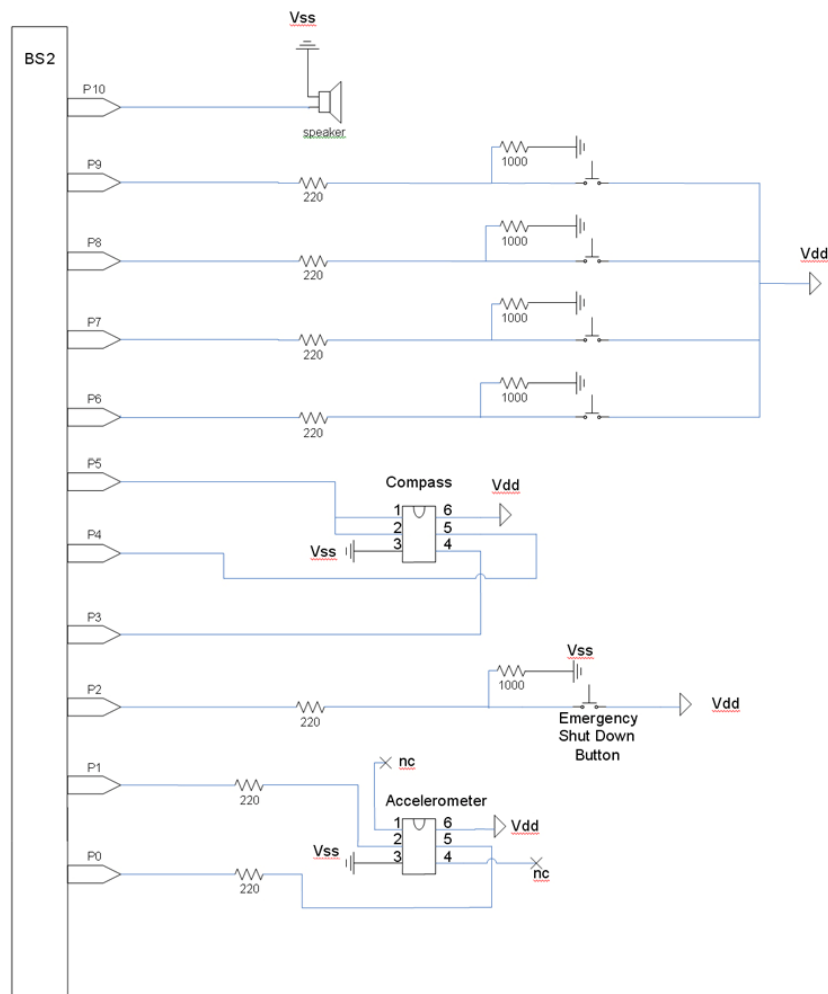 Vss
BS2
P10
speaker
P9
220
1000
P8
220
1000
Vdd
P7
220
1000
P6
220
1000
P5
Compass
Vdd
1 6
2 5
3 4
Vss
P4
P3
Vss
P2
220
1000
Vdd
Emergency
Shut Down
Button
P1
220
nc
Accelerometer
1 6
2 5
3 4
Vdd
Vss
P0
220
nc